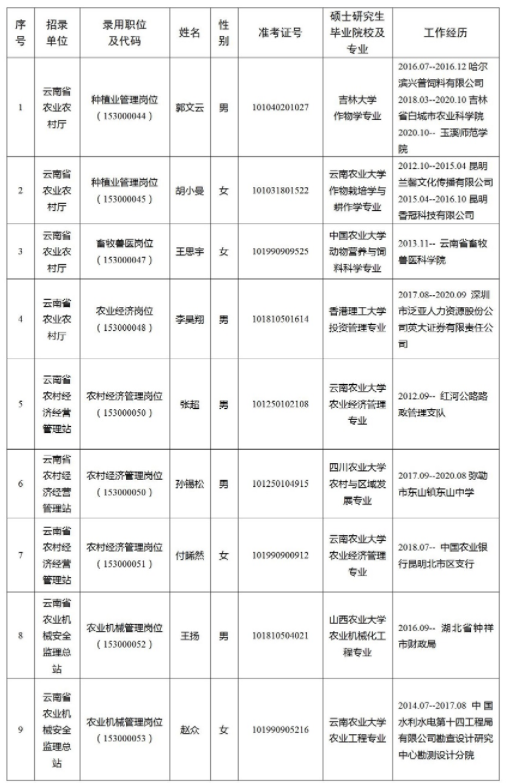 序号
招录单位
录用职位及代码
姓名
性别
准考证号
硕士研究生毕业院校及专业
工作经历
1
云南省
农业农
村厅
种植业管理岗位
（153000044）
郭文云
男
101040201027
吉林大学
作物学专业
2016.07--2016.12 哈尔
滨兴普饲料有限公司
2018.03--2020.10 吉林
省白城市农业科学院
2020.10-- 玉溪师范学
院
2
云南省
农业农
村厅
种植业管理岗位
（153000045）
胡小曼
女
101031801522
云南农业大学
作物栽培学与
耕作学专业
2012.10--2015.04 昆明
兰馨文化传播有限公司
2015.04--2016.10 昆明
香冠科技有限公司
3
云南省
农业农
村厅
畜牧兽医岗位
（153000047）
王思宇
女
101990909525
中国农业大学
动物营养与饲
料科学专业
2013.11-- 云南省畜牧
兽医科学院
4
云南省
农业农
村厅
农业经济岗位
（153000048）
李昊翔
男
101810501614
香港理工大学
投资管理专业
2017.08--2020.09 深圳
市泛亚人力资源股份公
司英大证券有限责任公
司
5
云南省
农村经
济经营
管理站
农村经济管理岗位
（153000050）
张超
男
101250102108
云南农业大学
农业经济管理
专业
2012.09-- 红河公路路
政管理支队
6
云南省
农村经
济经营
管理站
农村经济管理岗位
（153000050）
孙锡松
男
101250104915
四川农业大学
农村与区域发
展专业
2017.09--2020.08 弥勒
市东山镇东山中学
7
云南省
农村经
济经营
管理站
农村经济管理岗位
（153000051）
付晞然
女
101990900912
云南农业大学
农业经济管理
专业
2018.07-- 中国农业银
行昆明北市区支行
8
云南省
农业机
械安全
监理总
站
农业机械管理岗位
（153000052）
王扬
男
101810504021
山西农业大学
农业机械化工
程专业
2016.09-- 湖北省钟祥
市财政局
9
云南省
农业机
械安全
监理总
站
农业机械管理岗位
（153000053）
赵众
女
101990905216
云南农业大学
农业工程专业
2014.07--2017.08 中国
水利水电第十四工程局
有限公司勘查设计研究
中心勘测设计分院